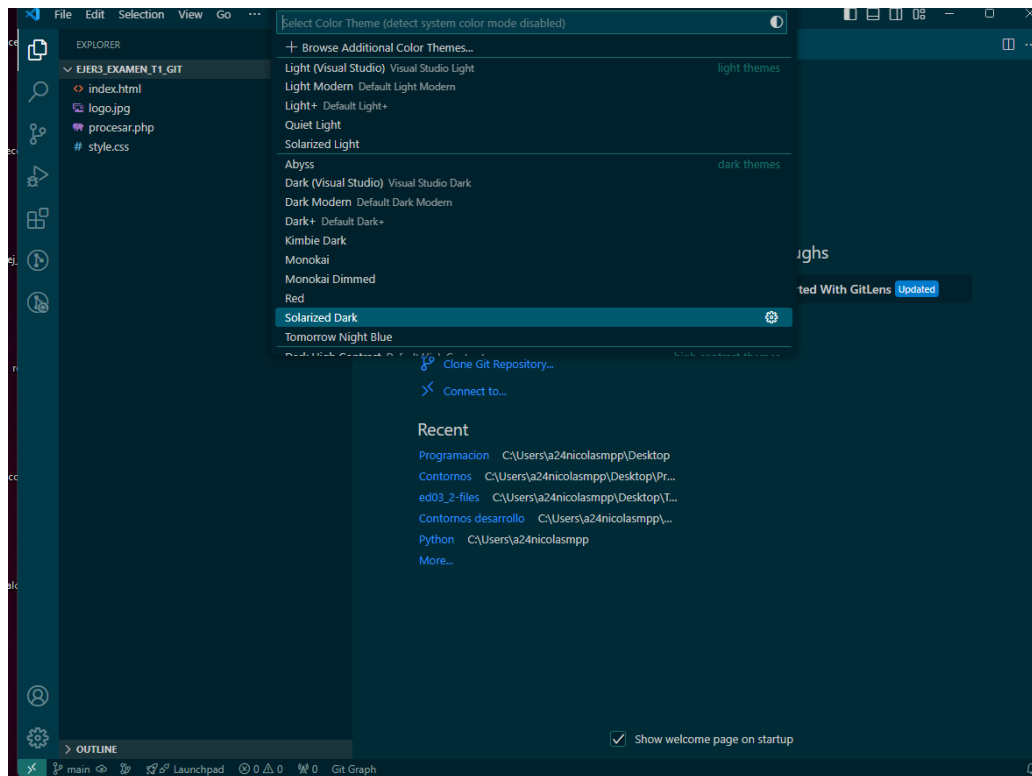 File Edit Selection View Go ···
Select Color Theme (detect system color mode disabled)
EXPLORER
EJER3_EXAMEN_T1_GIT
index.html
logo.jpg
procesar.php
# style.css
+ Browse Additional Color Themes...
Light (Visual Studio) Visual Studio Light light themes
Light Modern Default Light Modern
Light+ Default Light+
Quiet Light
Solarized Light
Abyss dark themes
Dark (Visual Studio) Visual Studio Dark
Dark Modern Default Dark Modern
Dark+ Default Dark+
Kimbie Dark
Monokai
Monokai Dimmed
Red
Solarized Dark
Tomorrow Night Blue
With GitLens Updated
Clone Git Repository...
Connect to...
Recent
Programacion C:\Users\a24nicolasmpp\Desktop
Contornos C:\Users\a24nicolasmpp\Desktop\Pr...
ed03_2-files C:\Users\a24nicolasmpp\Desktop\T...
Contornos desarrollo C:\Users\a24nicolasmpp\...
Python C:\Users\a24nicolasmpp
More...
Show welcome page on startup
OUTLINE
main Launchpad 0 0 0 Git Graph